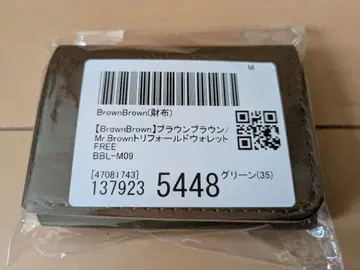 M
BrownBrown(財布)
【BrownBrown】ブラウンブラウン/
Mr.Brownトリフォールドウォレット
FREE
BBL-M09
[47081743]
137923 5448 グリーン(35)